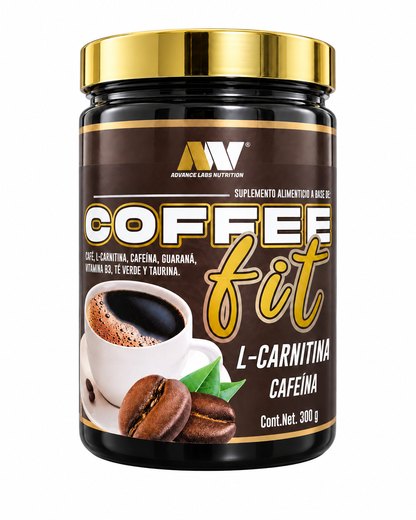 AW
ADVANCE LABS NUTRITION
SUPLEMENTO ALIMENTICIO A BASE DE:
COFFEE
CAFÉ, L-CARNITINA, CAFEÍNA, GUARANÁ,
VITAMINA B3, TÉ VERDE Y TAURINA.
fit
L-CARNITINA
CAFEÍNA
Cont.Net. 300 g